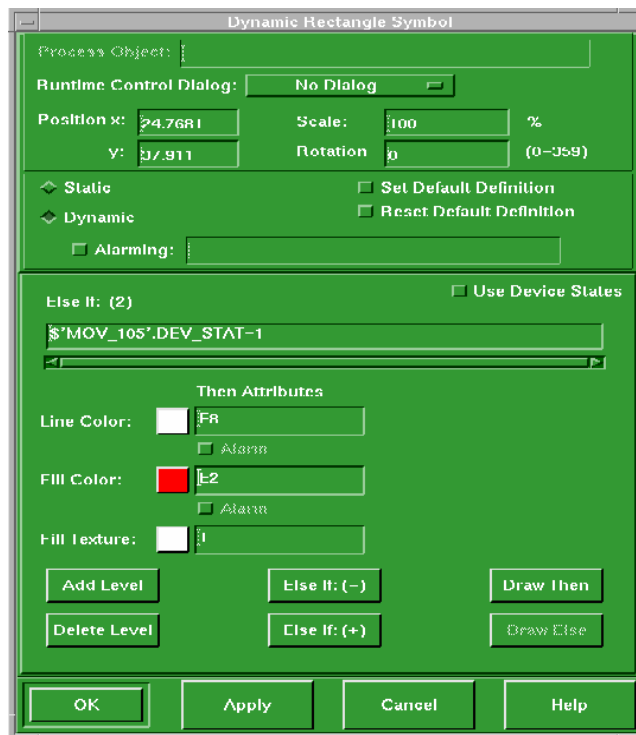 Dynamic Rectangle Symbol
Process Object:
Runtime Control Dialog: No Dialog
Position x: 24.7681 Scale: 100 %
y: 37.911 Rotation 0 (0-359)
Static Set Default Definition
Dynamic Reset Default Definition
Alarming:
Else If: (2) Use Device States
$'MOV_105'.DEV_STAT=1
Then Attributes
Line Color: F8
Alarm
Fill Color: E2
Alarm
Fill Texture: 1
Add Level Else If: (-) Draw Then
Delete Level Else If: (+) Draw Else
OK Apply Cancel Help